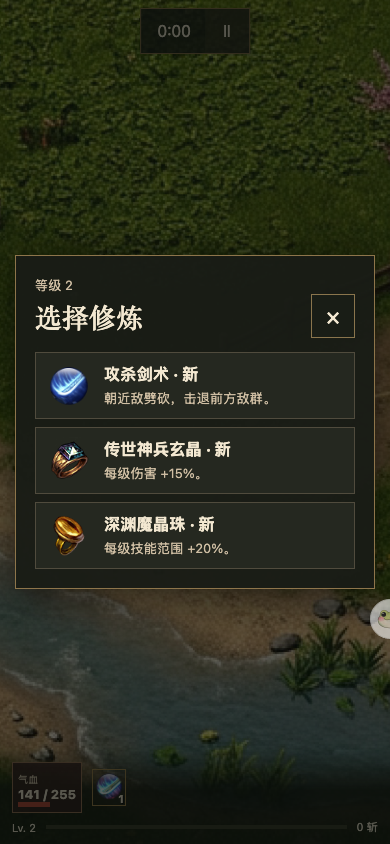 0:00
等级 2
选择修炼
攻杀剑术 · 新
朝近敌劈砍，击退前方敌群。
传世神兵玄晶 · 新
每级伤害 +15%。
深渊魔晶珠 · 新
每级技能范围 +20%。
气血
141 / 255
1
Lv. 2
0 斩